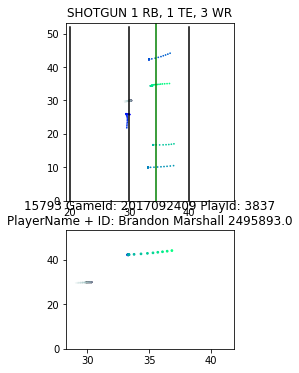 SHOTGUN 1 RB, 1 TE, 3 WR
50
40
30
20
10
0
20 30 40
15793 GameId: 2017092409 PlayId: 3837
PlayerName + ID: Brandon Marshall 2495893.0
40
20
0
30 35 40